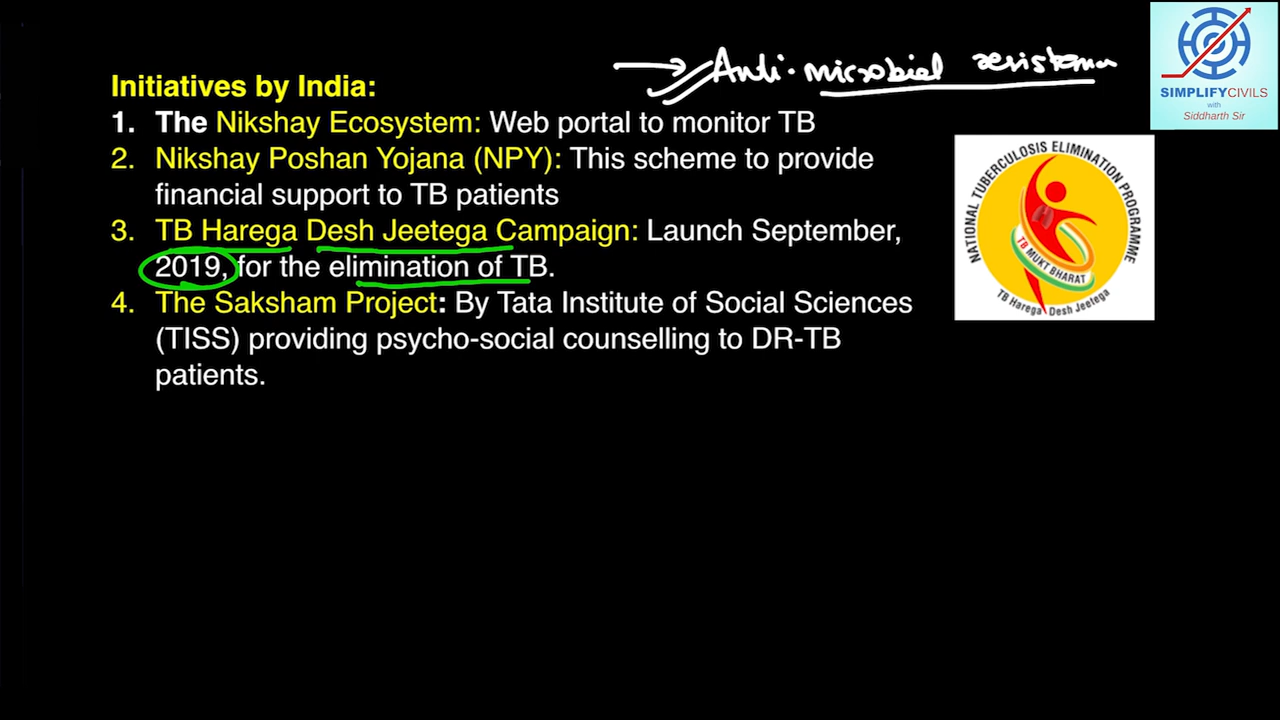 Anti-microbial resistance
SIMPLIFYCIVILS
with
Siddharth Sir
Initiatives by India:
1. The Nikshay Ecosystem: Web portal to monitor TB
2. Nikshay Poshan Yojana (NPY): This scheme to provide
financial support to TB patients
3. TB Harega Desh Jeetega Campaign: Launch September,
2019, for the elimination of TB.
4. The Saksham Project: By Tata Institute of Social Sciences
(TISS) providing psycho-social counselling to DR-TB
patients.
NATIONAL TUBERCULOSIS ELIMINATION PROGRAMME
TB MUKT BHARAT
TB Harega Desh Jeetega